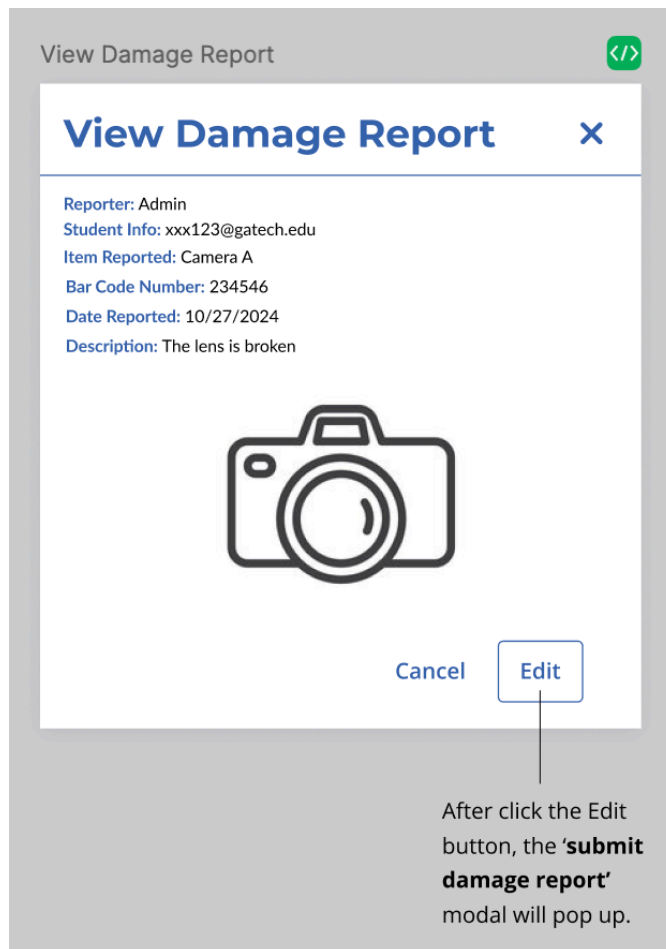 View Damage Report
</>
View Damage Report
Reporter: Admin
Student Info: xxx123@gatech.edu
Item Reported: Camera A
Bar Code Number: 234546
Date Reported: 10/27/2024
Description: The lens is broken
Cancel
Edit
After click the Edit
button, the ‘submit
damage report’
modal will pop up.